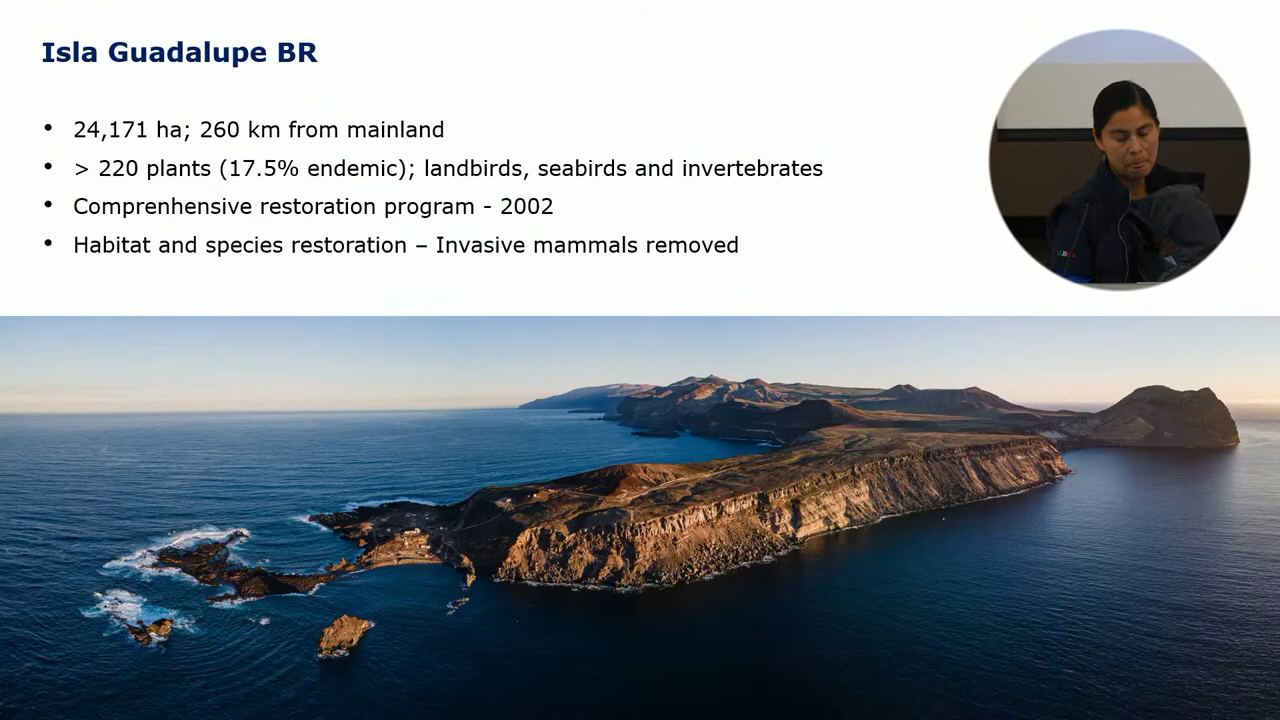 Isla Guadalupe BR
• 24,171 ha; 260 km from mainland
• > 220 plants (17.5% endemic); landbirds, seabirds and invertebrates
• Comprenhensive restoration program - 2002
• Habitat and species restoration – Invasive mammals removed